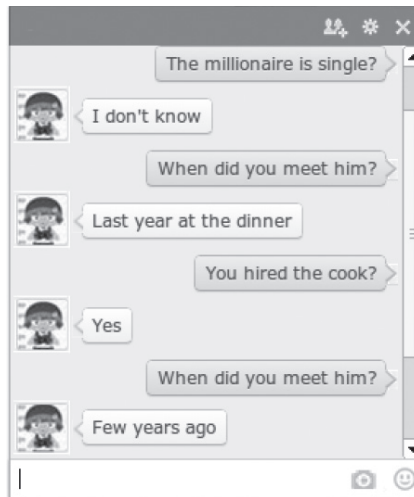 The millionaire is single?
I don't know
When did you meet him?
Last year at the dinner
You hired the cook?
Yes
When did you meet him?
Few years ago